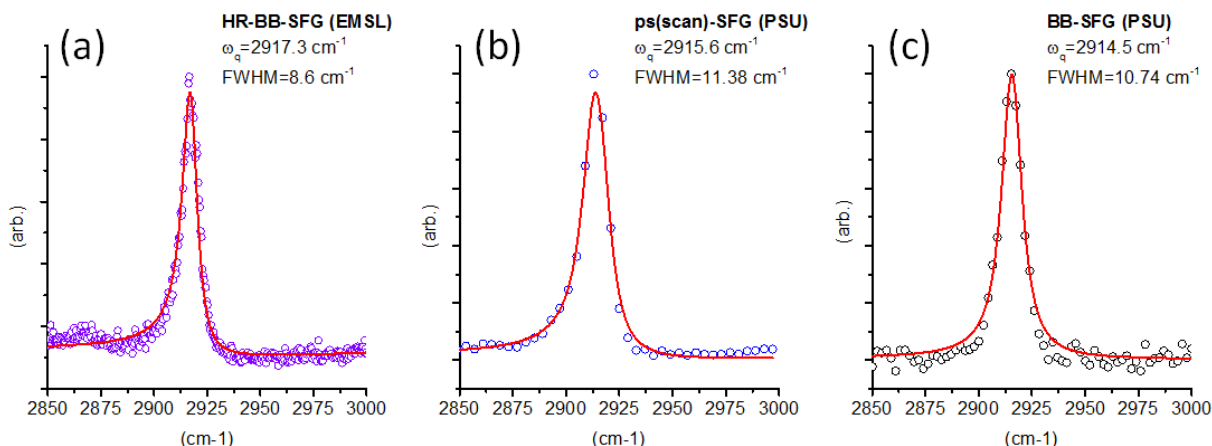 (a)
HR-BB-SFG (EMSL)
ω_q=2917.3 cm⁻¹
FWHM=8.6 cm⁻¹
(arb.)
2850 2875 2900 2925 2950 2975 3000
(cm-1)
(b)
ps(scan)-SFG (PSU)
ω_q=2915.6 cm⁻¹
FWHM=11.38 cm⁻¹
(arb.)
2850 2875 2900 2925 2950 2975 3000
(cm-1)
(c)
BB-SFG (PSU)
ω_q=2914.5 cm⁻¹
FWHM=10.74 cm⁻¹
(arb.)
2850 2875 2900 2925 2950 2975 3000
(cm-1)